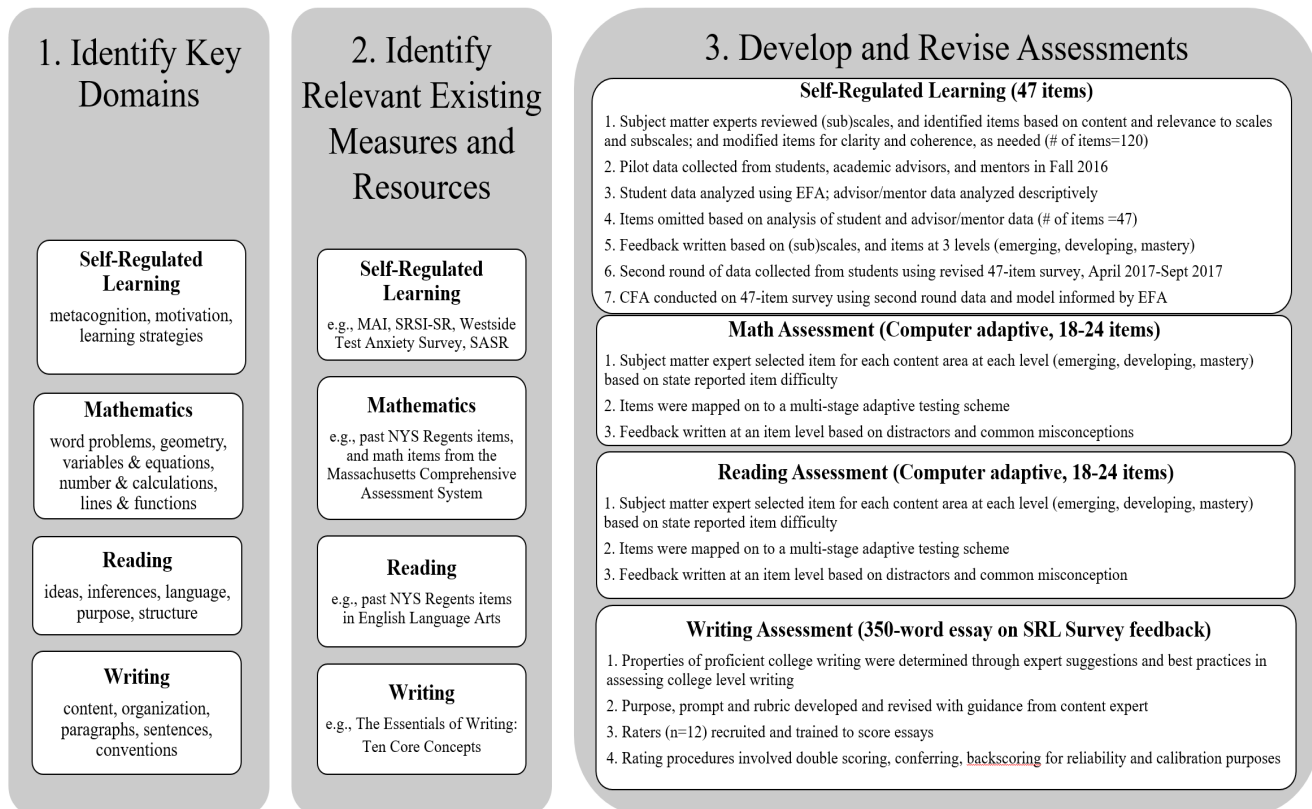 1. Identify Key
Domains
Self-Regulated
Learning
metacognition, motivation,
learning strategies
Mathematics
word problems, geometry,
variables & equations,
number & calculations,
lines & functions
Reading
ideas, inferences, language,
purpose, structure
Writing
content, organization,
paragraphs, sentences,
conventions
2. Identify
Relevant Existing
Measures and
Resources
Self-Regulated
Learning
e.g., MAI, SRSI-SR, Westside
Test Anxiety Survey, SASR
Mathematics
e.g., past NYS Regents items,
and math items from the
Massachusetts Comprehensive
Assessment System
Reading
e.g., past NYS Regents items
in English Language Arts
Writing
e.g., The Essentials of Writing:
Ten Core Concepts
3. Develop and Revise Assessments
Self-Regulated Learning (47 items)
1. Subject matter experts reviewed (sub)scales, and identified items based on content and relevance to scales
and subscales; and modified items for clarity and coherence, as needed (# of items=120)
2. Pilot data collected from students, academic advisors, and mentors in Fall 2016
3. Student data analyzed using EFA; advisor/mentor data analyzed descriptively
4. Items omitted based on analysis of student and advisor/mentor data (# of items =47)
5. Feedback written based on (sub)scales, and items at 3 levels (emerging, developing, mastery)
6. Second round of data collected from students using revised 47-item survey, April 2017-Sept 2017
7. CFA conducted on 47-item survey using second round data and model informed by EFA
Math Assessment (Computer adaptive, 18-24 items)
1. Subject matter expert selected item for each content area at each level (emerging, developing, mastery)
based on state reported item difficulty
2. Items were mapped on to a multi-stage adaptive testing scheme
3. Feedback written at an item level based on distractors and common misconceptions
Reading Assessment (Computer adaptive, 18-24 items)
1. Subject matter expert selected item for each content area at each level (emerging, developing, mastery)
based on state reported item difficulty
2. Items were mapped on to a multi-stage adaptive testing scheme
3. Feedback written at an item level based on distractors and common misconception
Writing Assessment (350-word essay on SRL Survey feedback)
1. Properties of proficient college writing were determined through expert suggestions and best practices in
assessing college level writing
2. Purpose, prompt and rubric developed and revised with guidance from content expert
3. Raters (n=12) recruited and trained to score essays
4. Rating procedures involved double scoring, conferring, backscoring for reliability and calibration purposes